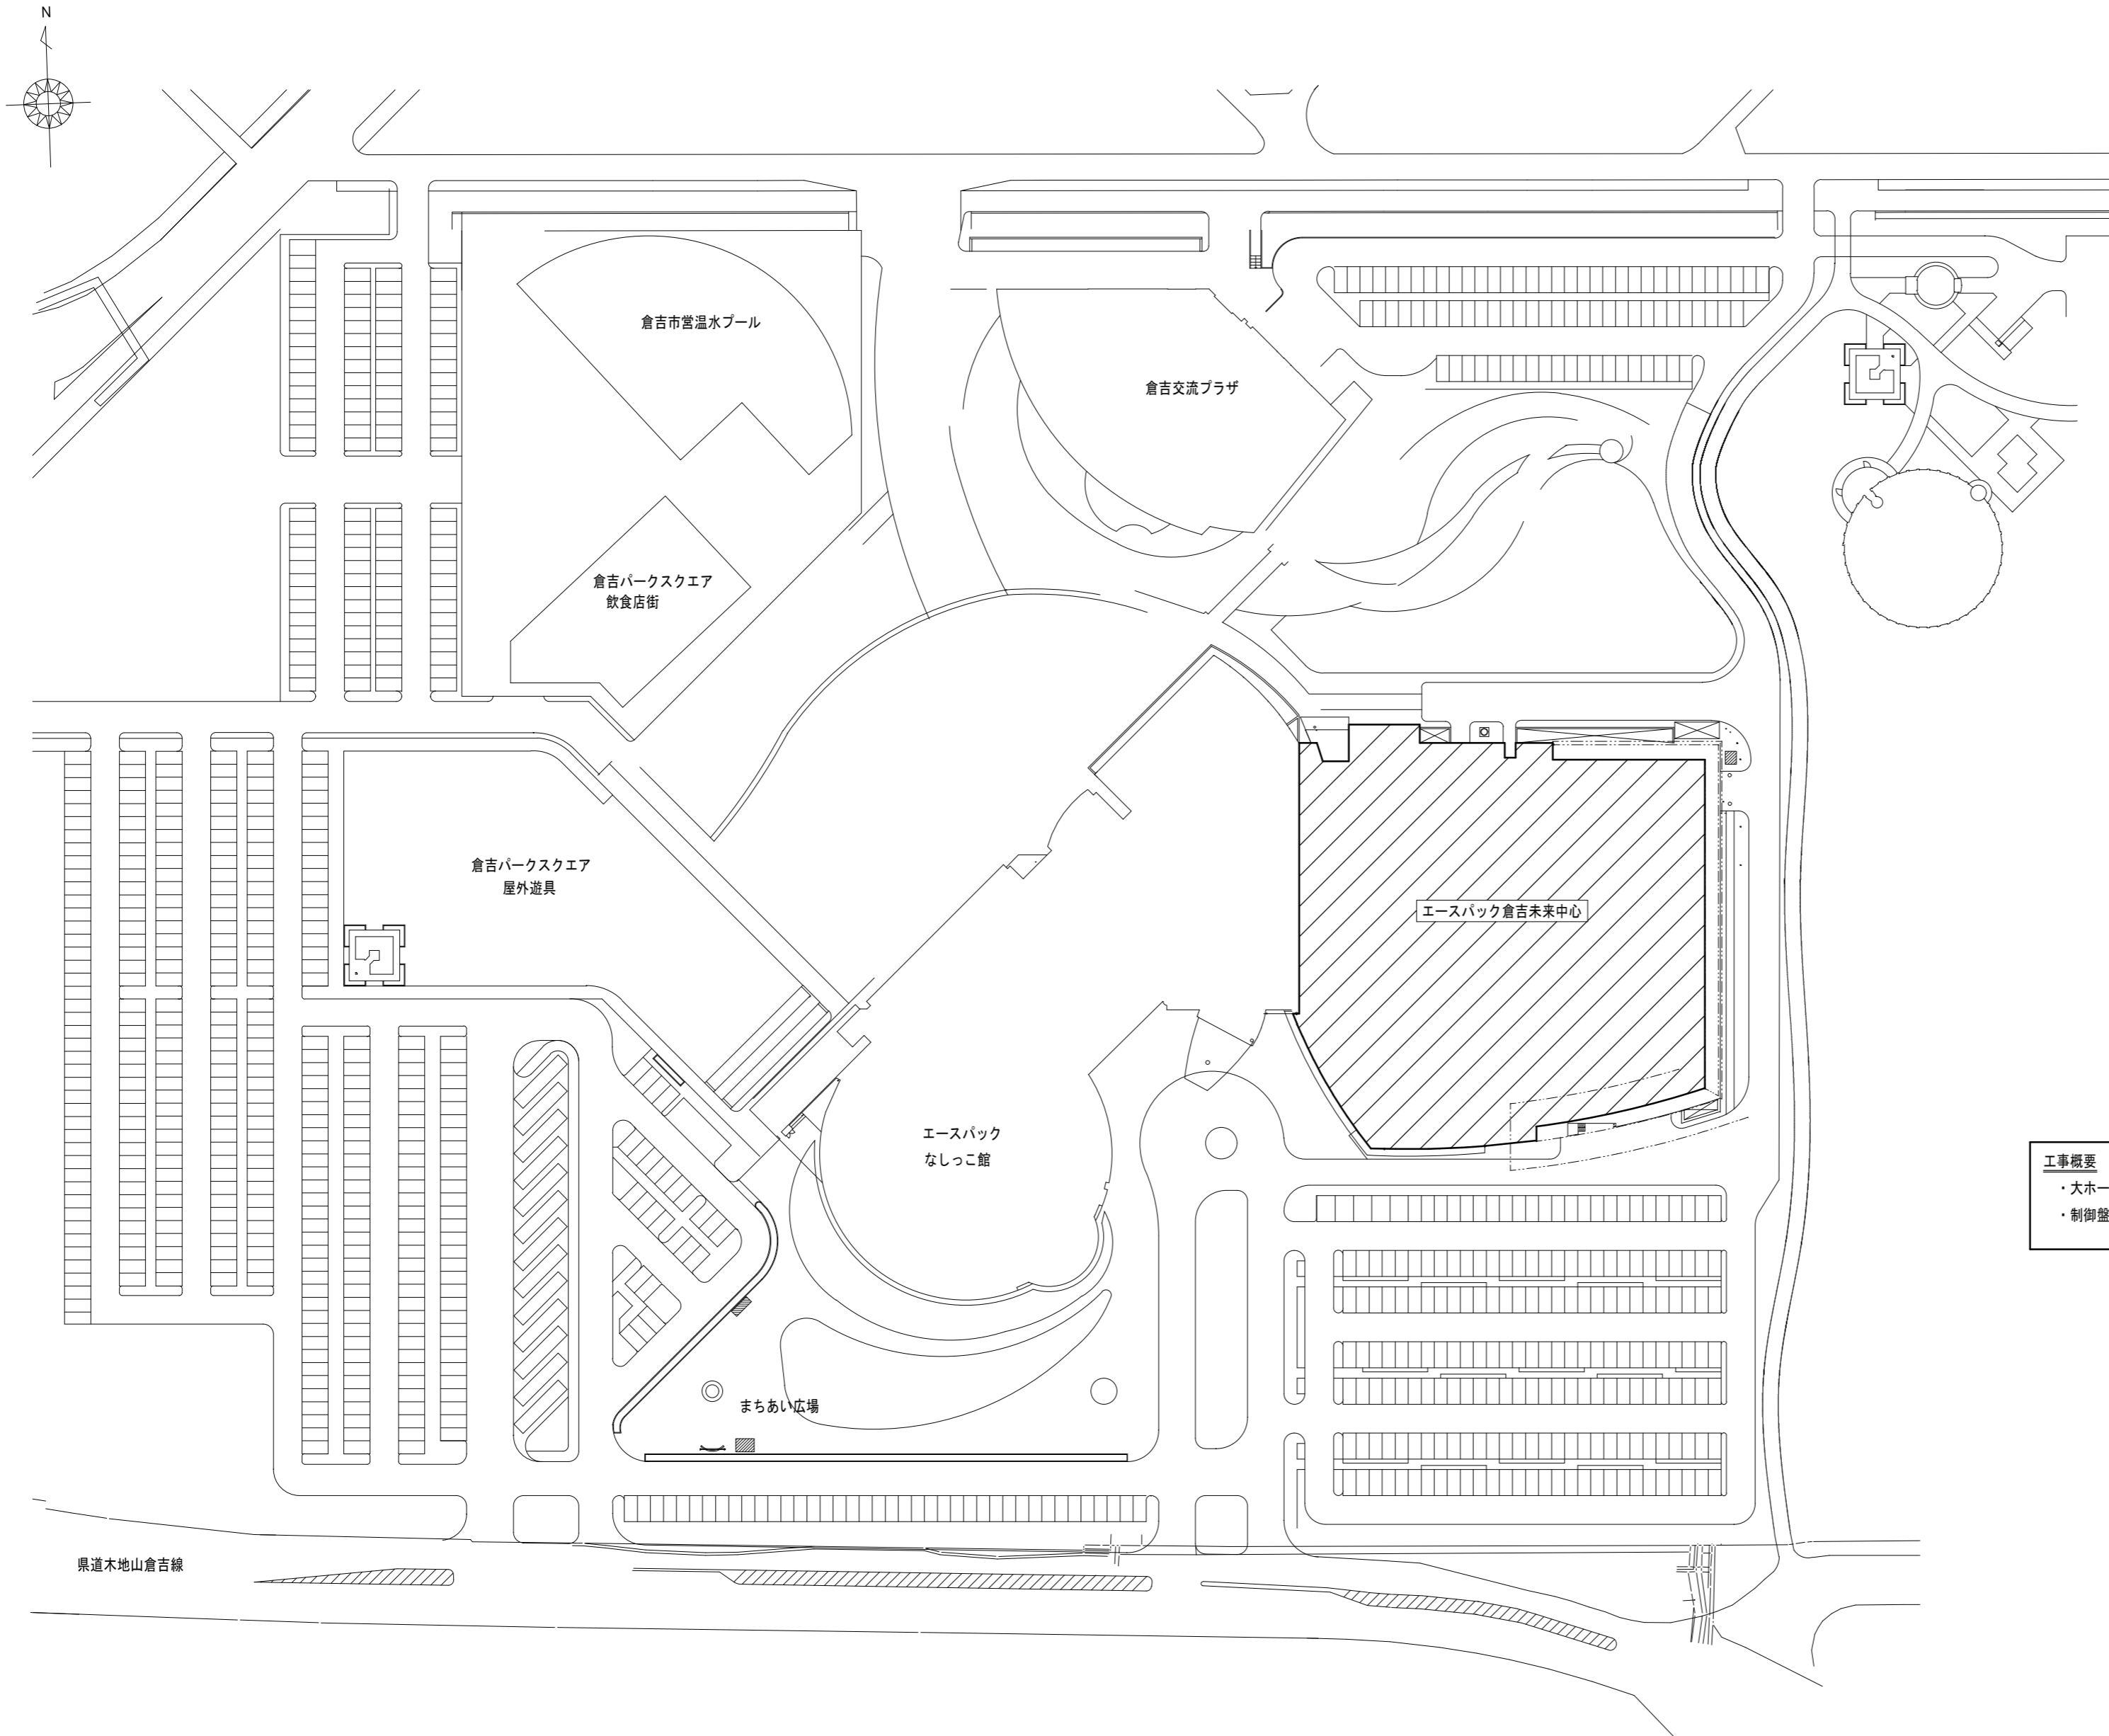 N
倉吉市営温水プール
倉吉交流プラザ
倉吉パークスクエア
飲食店街
倉吉パークスクエア
屋外遊具
エースパック倉吉未来中心
エースパック
なしっこ館
工事概要
・大ホー
・制御盤
まちあい広場
県道木地山倉吉線